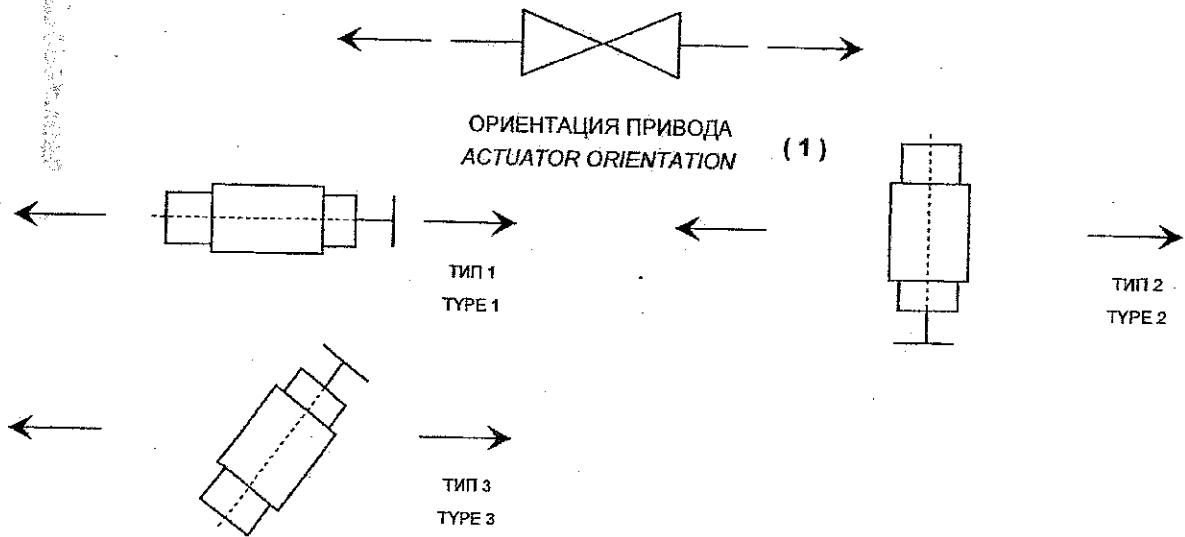 ОРИЕНТАЦИЯ ПРИВОДА
ACTUATOR ORIENTATION
(1)
ТИП 1
TYPE 1
ТИП 2
TYPE 2
ТИП 3
TYPE 3